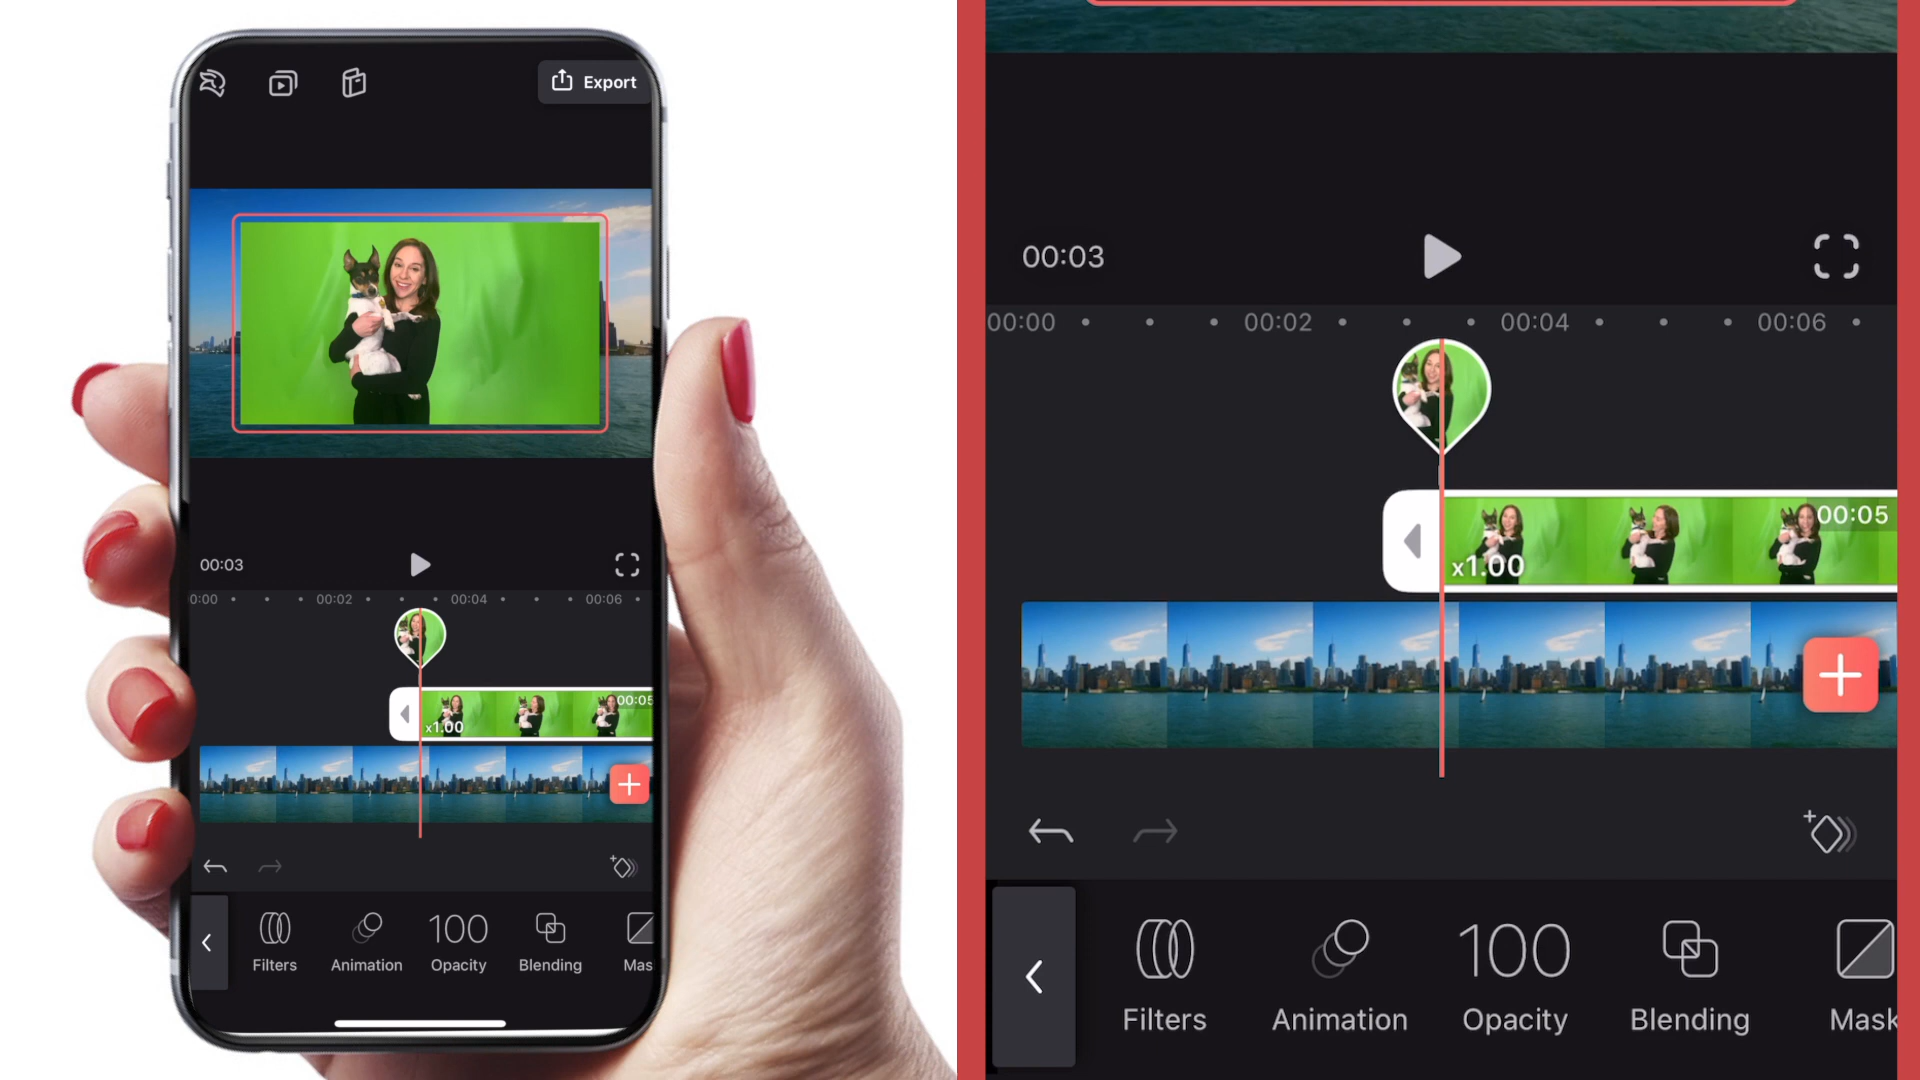 Export
00:03
0:00 00:02 00:04 00:06
00:05
x1.00
Filters Animation 100 Opacity Blending Mas
00:03
00:00 00:02 00:04 00:06
00:05
x1.00
100
Filters Animation Opacity Blending Mask